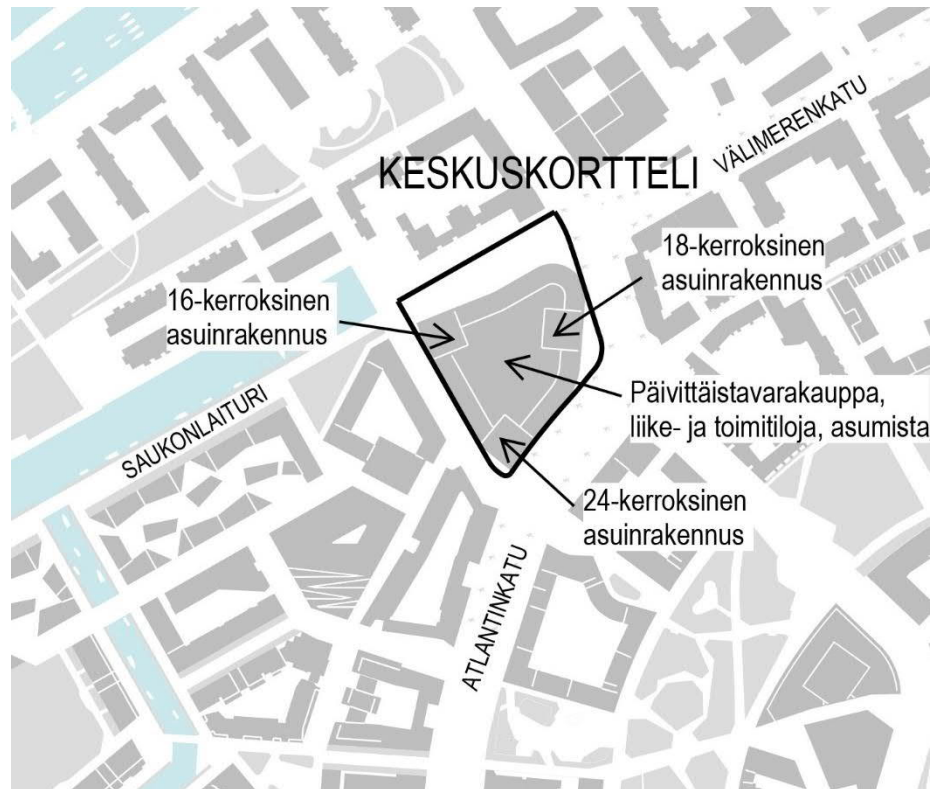 VÄLIMERENKATU
KESKUSKORTTELI
18-kerroksinen
asuinrakennus
16-kerroksinen
asuinrakennus
Päivittäistavarakauppa,
liike- ja toimitiloja, asumista
SAUKONLAITURI
24-kerroksinen
asuinrakennus
ATLANTINKATU